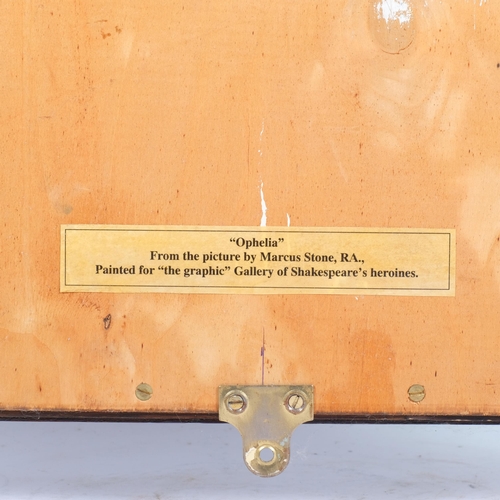 “Ophelia”
From the picture by Marcus Stone, RA.,
Painted for “the graphic” Gallery of Shakespeare’s heroines.